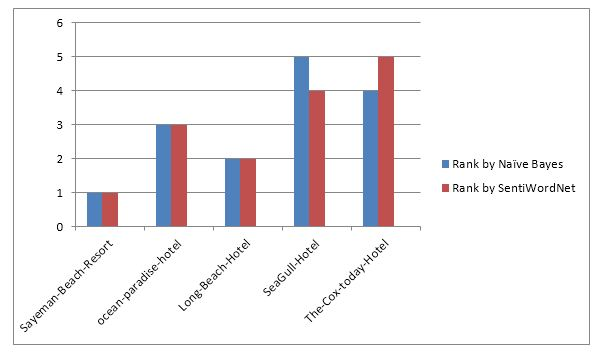 6
5
4
3
2
1
0
Sayeman-Beach-Resort
ocean-paradise-hotel
Long-Beach-Hotel
SeaGull-Hotel
The-Cox-today-Hotel
Rank by Naïve Bayes
Rank by SentiWordNet